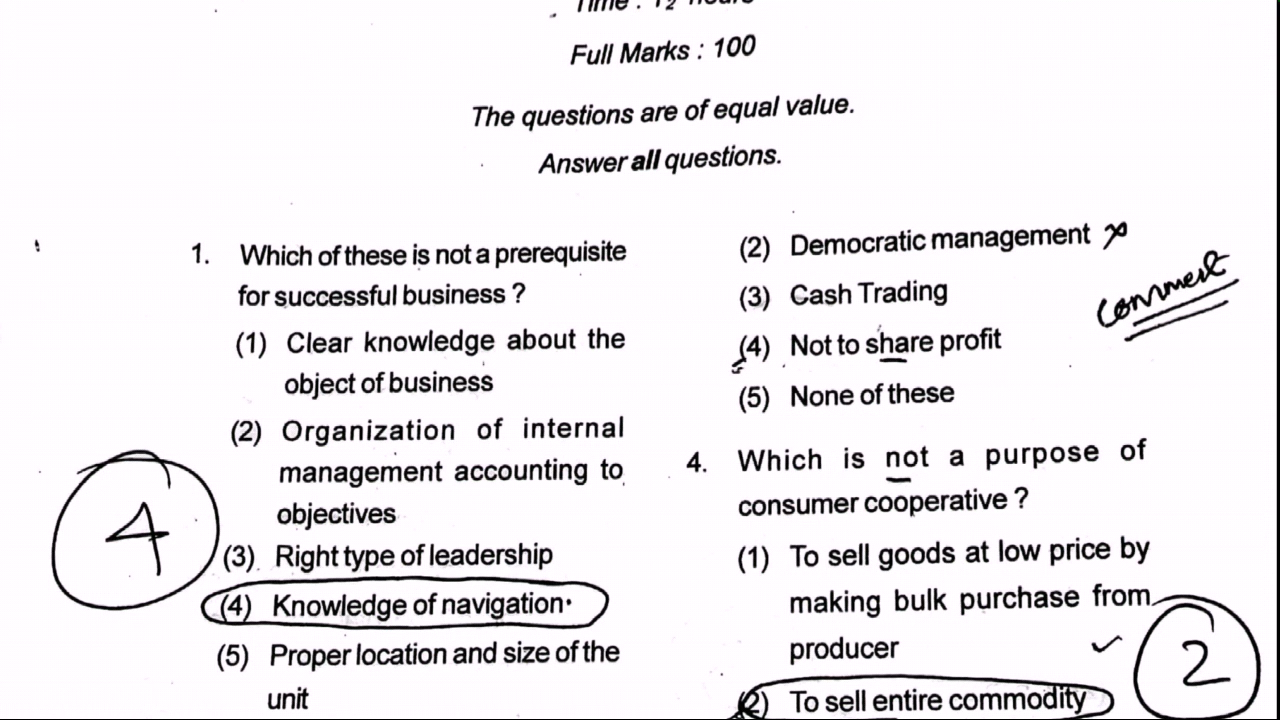 Full Marks : 100
The questions are of equal value.
Answer all questions.
1. Which of these is not a prerequisite
for successful business ?
(1) Clear knowledge about the
object of business
(2) Organization of internal
management accounting to
objectives
(3) Right type of leadership
(4) Knowledge of navigation
(5) Proper location and size of the
unit
4
(2) Democratic management
(3) Cash Trading
(4) Not to share profit
(5) None of these
comment
4. Which is not a purpose of
consumer cooperative ?
(1) To sell goods at low price by
making bulk purchase from
producer
(2) To sell entire commodity
2